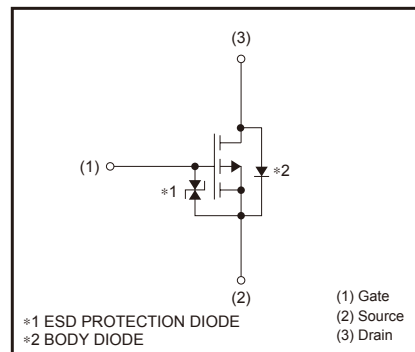 (3)
(1)
∗1
∗2
(2)
∗1 ESD PROTECTION DIODE
∗2 BODY DIODE
(1) Gate
(2) Source
(3) Drain